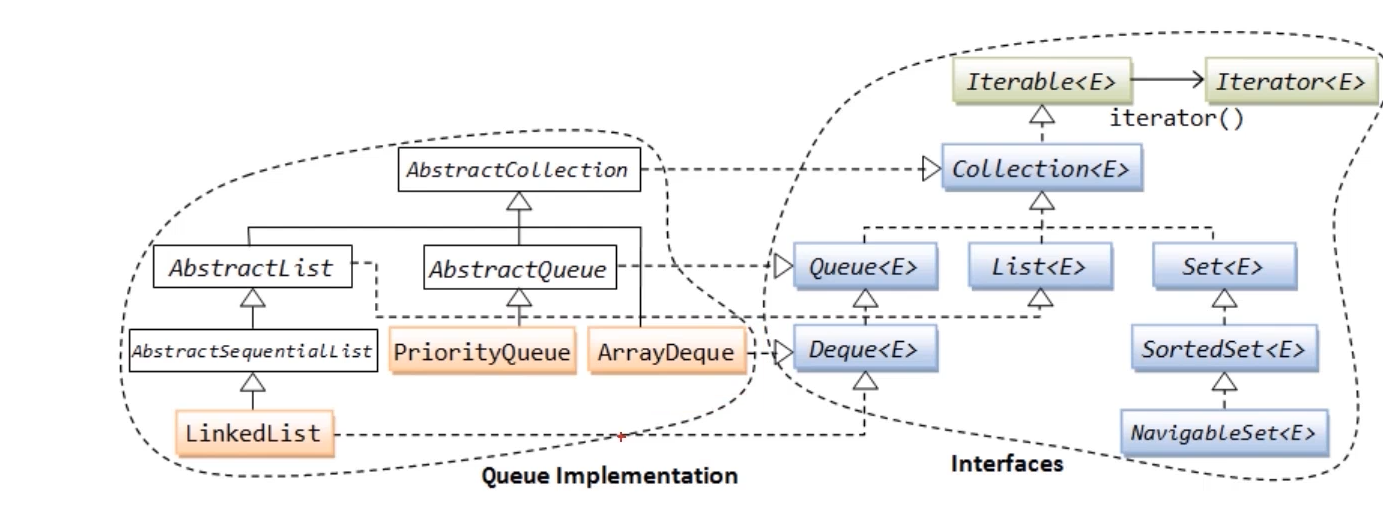 Iterable<E>
Iterator<E>
iterator()
AbstractCollection
Collection<E>
AbstractList
AbstractQueue
Queue<E>
List<E>
Set<E>
AbstractSequentialList
PriorityQueue
ArrayDeque
Deque<E>
SortedSet<E>
LinkedList
NavigableSet<E>
Queue Implementation
Interfaces